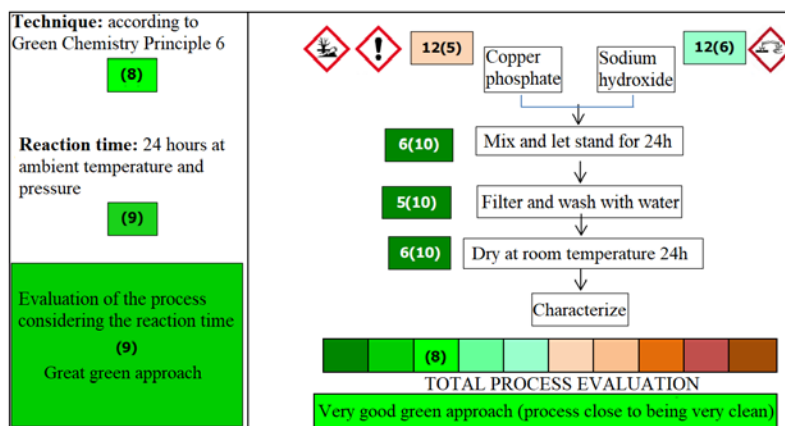 Technique: according to
Green Chemistry Principle 6
(8)
Reaction time: 24 hours at
ambient temperature and
pressure
(9)
Evaluation of the process
considering the reaction time
(9)
Great green approach
12(5)
Copper
phosphate
Sodium
hydroxide
12(6)
6(10)
Mix and let stand for 24h
5(10)
Filter and wash with water
6(10)
Dry at room temperature 24h
Characterize
(8)
TOTAL PROCESS EVALUATION
Very good green approach (process close to being very clean)